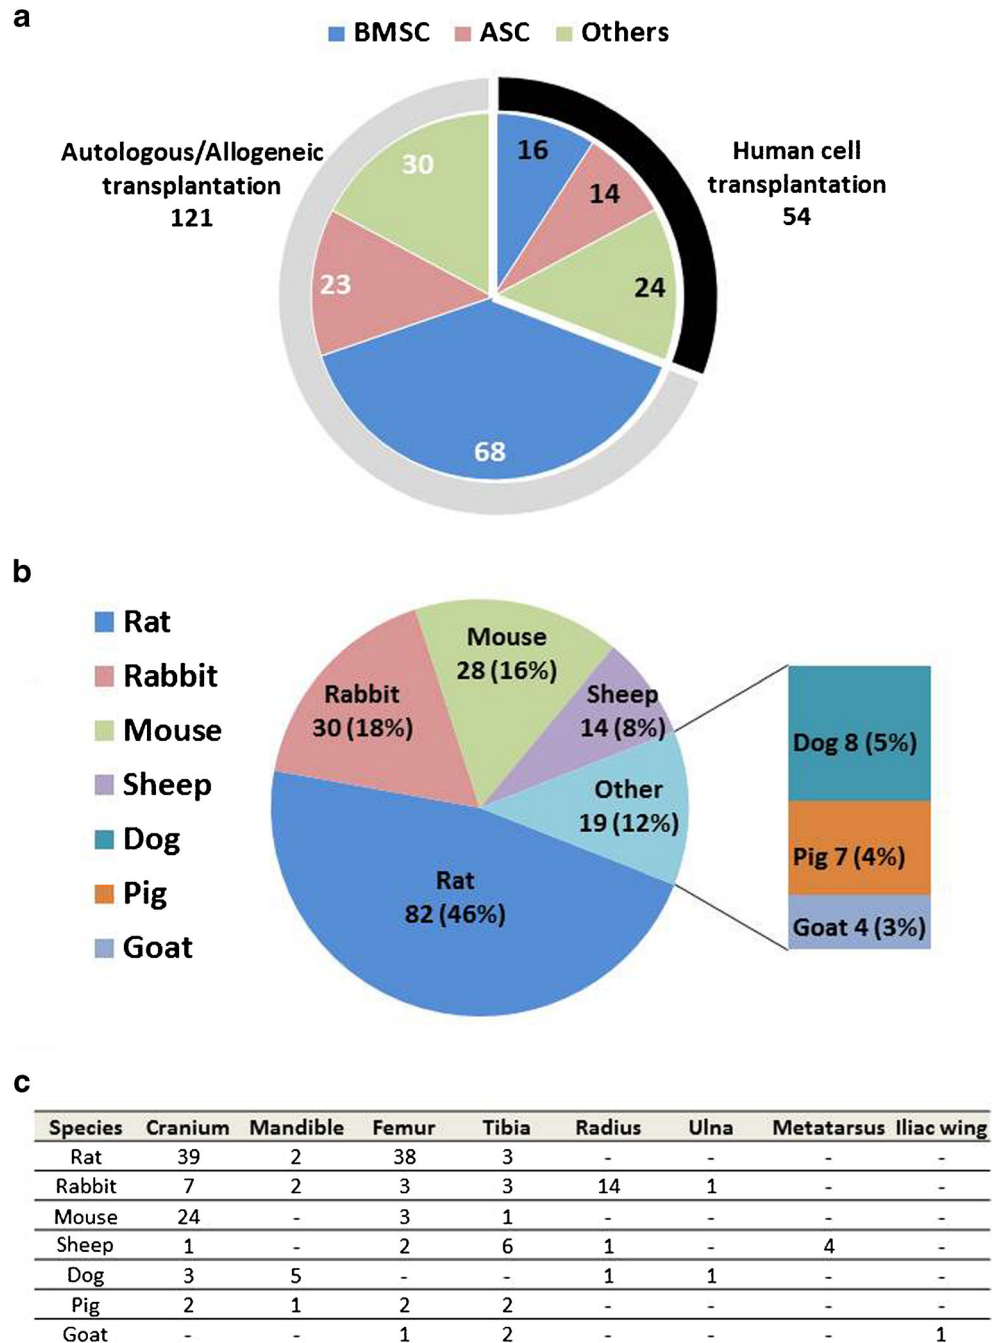 a
BMSC ASC Others
Autologous/Allogeneic
transplantation
121
30
16
14
23
24
68
Human cell
transplantation
54
b
Rat
Rabbit
Mouse
Sheep
Dog
Pig
Goat
Mouse
28 (16%)
Rabbit
30 (18%)
Sheep
14 (8%)
Other
19 (12%)
Rat
82 (46%)
Dog 8 (5%)
Pig 7 (4%)
Goat 4 (3%)
c
Species Cranium Mandible Femur Tibia Radius Ulna Metatarsus Iliac wing
Rat 39 2 38 3 - - - -
Rabbit 7 2 3 3 14 1 - -
Mouse 24 - 3 1 - - - -
Sheep 1 - 2 6 1 - 4 -
Dog 3 5 - - 1 1 - -
Pig 2 1 2 2 - - - -
Goat - - 1 2 - - - 1